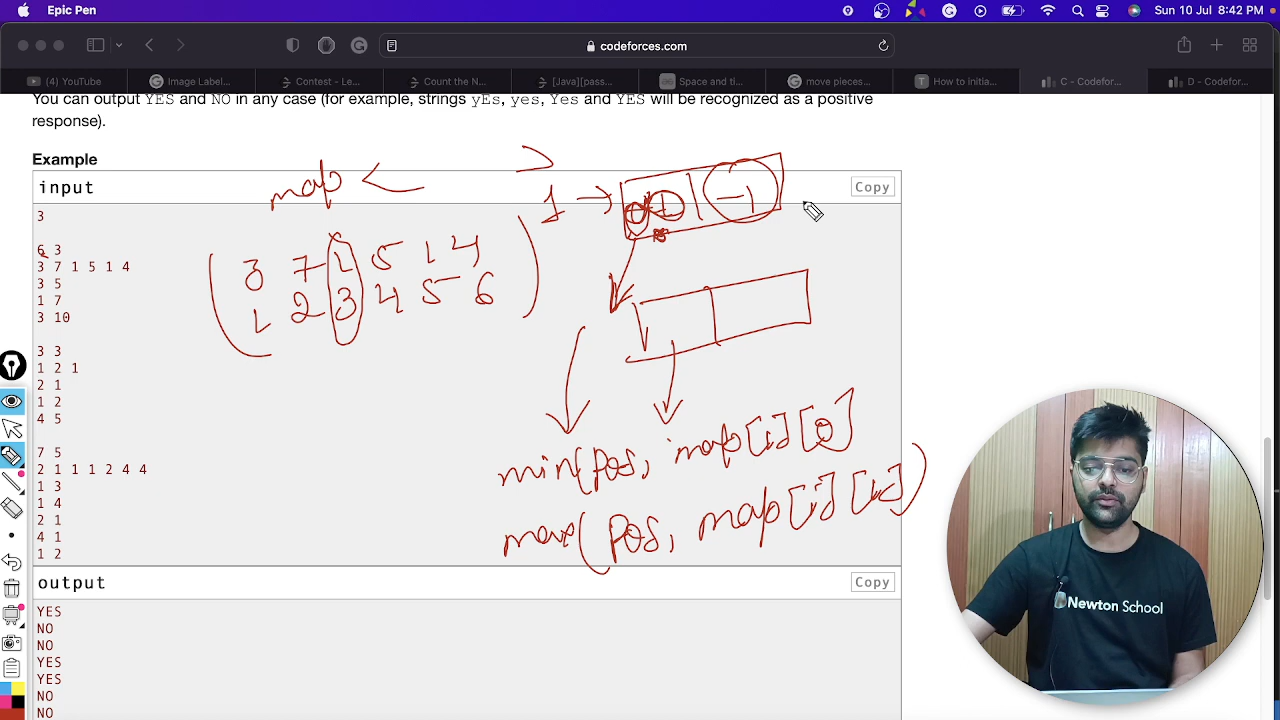 Epic Pen
Sun 10 Jul 8:42 PM
codeforces.com
(4) YouTube
Image Label...
Contest - Le...
Count the N...
[Java][pass...
Space and ti...
move pieces...
How to initia...
C - Codefor...
D - Codefor...
You can output YES and NO in any case (for example, strings yEs, yes, Yes and YES will be recognized as a positive
response).
Example
input
Copy
3
6 3
3 7 1 5 1 4
3 5
1 7
3 10
3 3
1 2 1
2 1
1 2
4 5
7 5
2 1 1 1 2 4 4
1 3
1 4
2 1
4 1
1 2
map < >
1 → -1
3 7 1 5 1 4
1 2 3 4 5 6
min(pos, map[i][0]
max(pos, map[i][1])
output
Copy
YES
NO
NO
YES
YES
NO
NO
Newton School